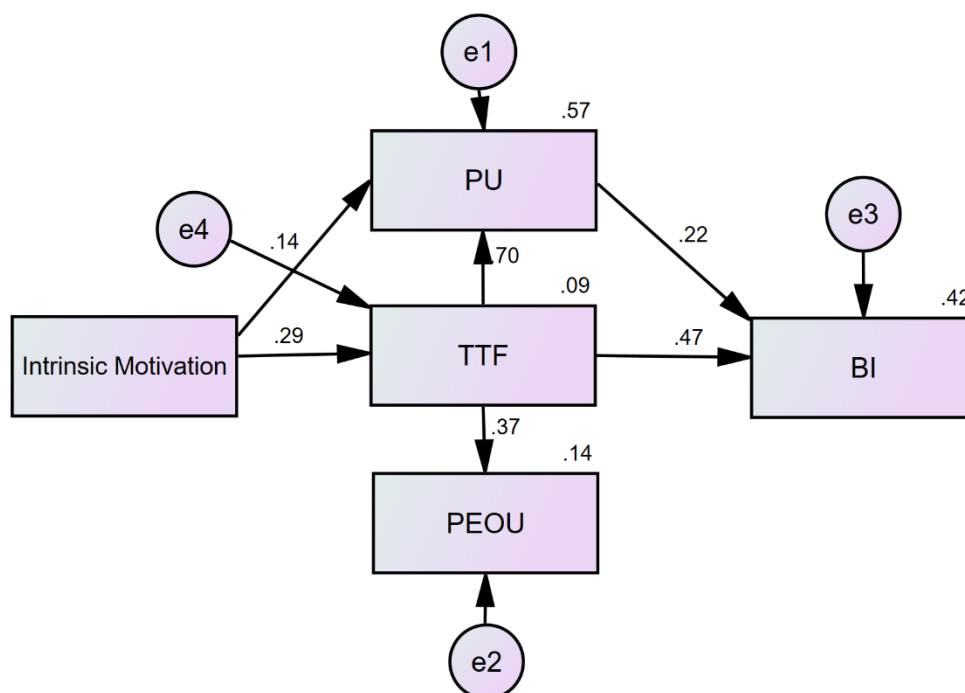 e1
.57
PU
e4
.14
.22
e3
.70
.09
.42
Intrinsic Motivation
.29
TTF
.47
BI
.37
.14
PEOU
e2